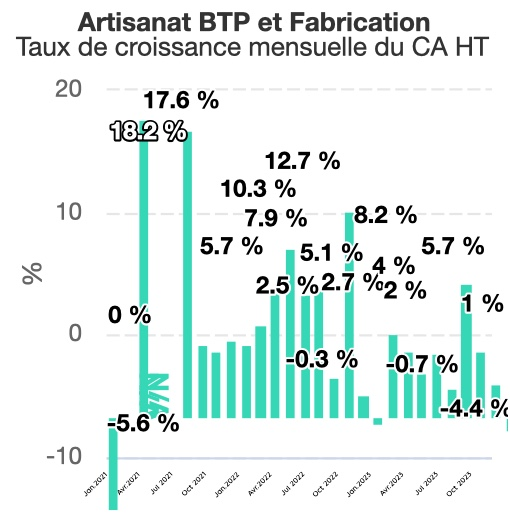 Artisanat BTP et Fabrication
Taux de croissance mensuelle du CA HT
20
17.6 %
18.2 %
12.7 %
10.3 %
10
7.9 %
8.2 %
5.7 %
5.1 %
5.7 %
4 %
2.5 %
2.7 %
2 %
1 %
%
0 %
0
-0.3 %
-0.7 %
-4.4 %
-5.6 %
-10
Jan.2021
Avr.2021
Jul 2021
Oct 2021
Jan.2022
Avr.2022
Jul 2022
Oct 2022
Jan.2023
Avr.2023
Jul 2023
Oct 2023